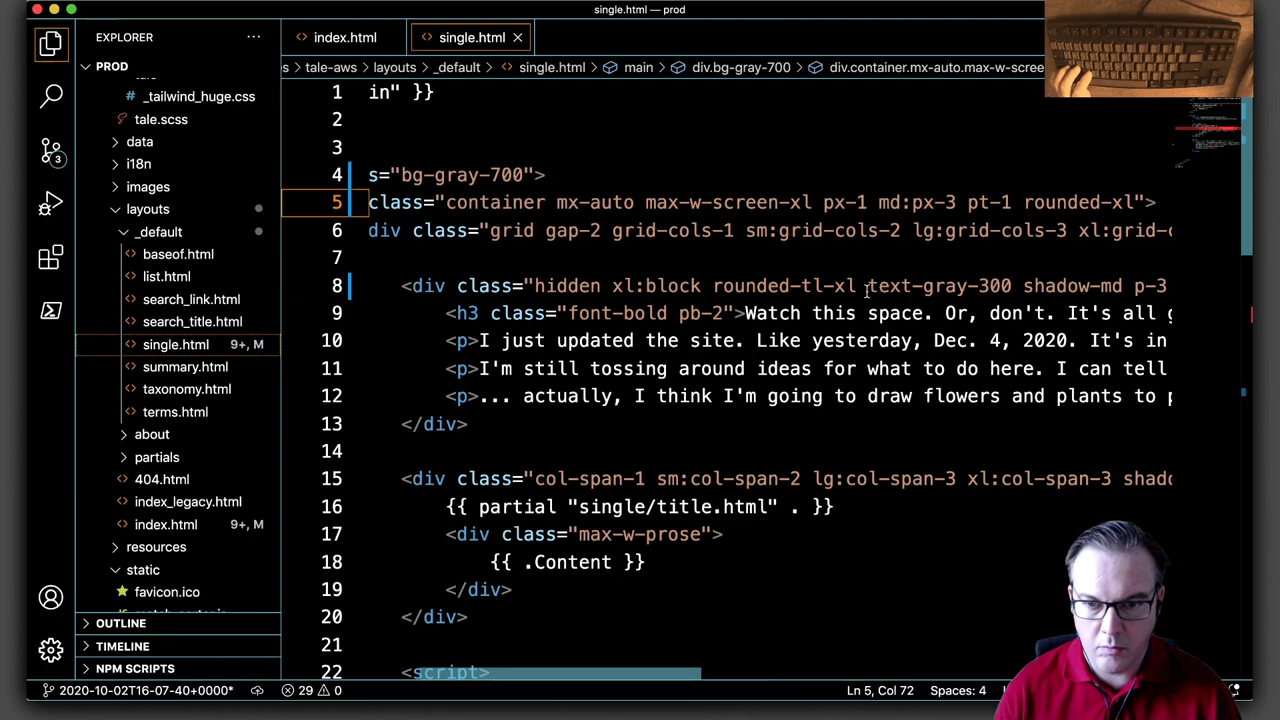 single.html — prod
EXPLORER
···
index.html
single.html
PROD
s > tale-aws > layouts > _default > single.html > main > div.bg-gray-700 > div.container.mx-auto.max-w-scree
_tailwind_huge.css
tale.scss
data
i18n
images
layouts
_default
baseof.html
list.html
search_link.html
search_title.html
single.html 9+, M
summary.html
taxonomy.html
terms.html
about
partials
404.html
index_legacy.html
index.html 9+, M
resources
static
favicon.ico
OUTLINE
TIMELINE
NPM SCRIPTS
3
1 in" }}
2
3
4 s="bg-gray-700">
5 class="container mx-auto max-w-screen-xl px-1 md:px-3 pt-1 rounded-xl">
6 div class="grid gap-2 grid-cols-1 sm:grid-cols-2 lg:grid-cols-3 xl:grid-c
7
8 <div class="hidden xl:block rounded-tl-xl text-gray-300 shadow-md p-3
9 <h3 class="font-bold pb-2">Watch this space. Or, don't. It's all g
10 <p>I just updated the site. Like yesterday, Dec. 4, 2020. It's in
11 <p>I'm still tossing around ideas for what to do here. I can tell
12 <p>... actually, I think I'm going to draw flowers and plants to p
13 </div>
14
15 <div class="col-span-1 sm:col-span-2 lg:col-span-3 xl:col-span-3 shado
16 {{ partial "single/title.html" . }}
17 <div class="max-w-prose">
18 {{ .Content }}
19 </div>
20 </div>
21
22 <script>
2020-10-02T16-07-40+0000* 29 0 Ln 5, Col 72 Spaces: 4